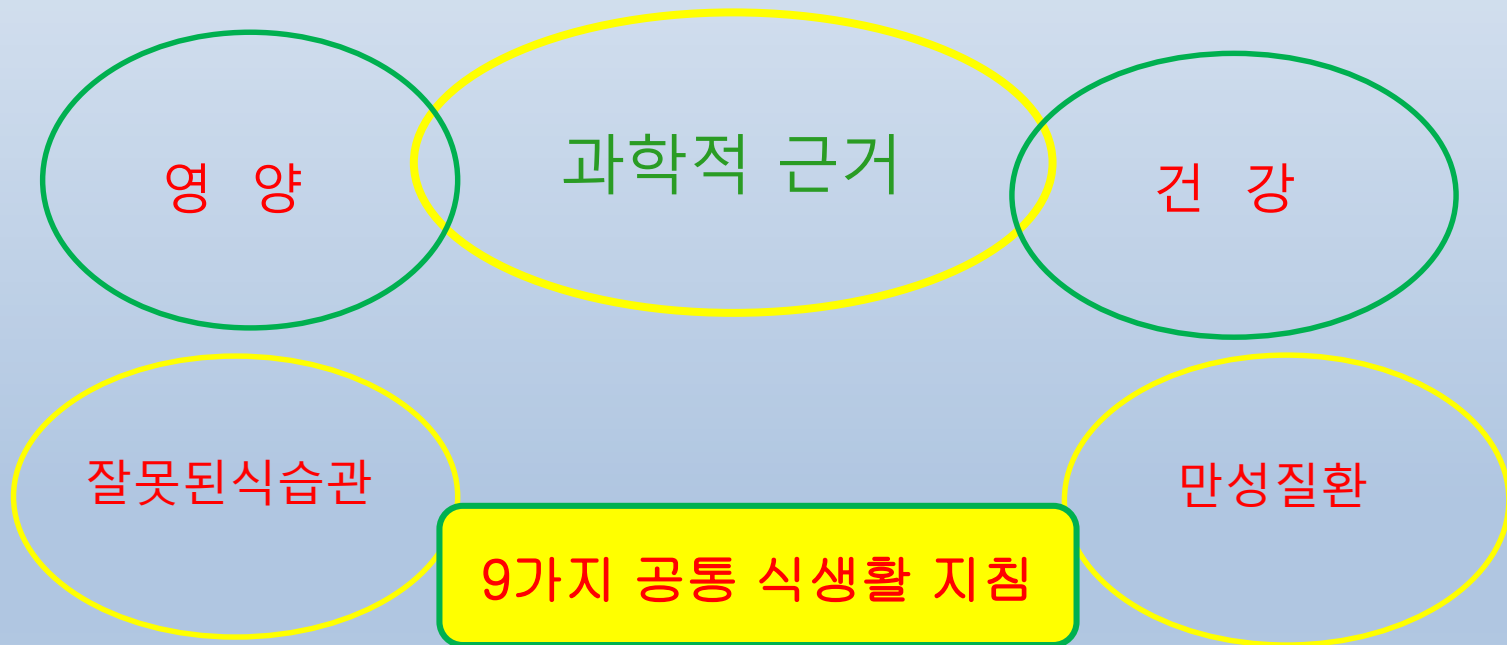 영 양
과학적 근거
건 강
잘못된식습관
만성질환
9가지 공통 식생활 지침